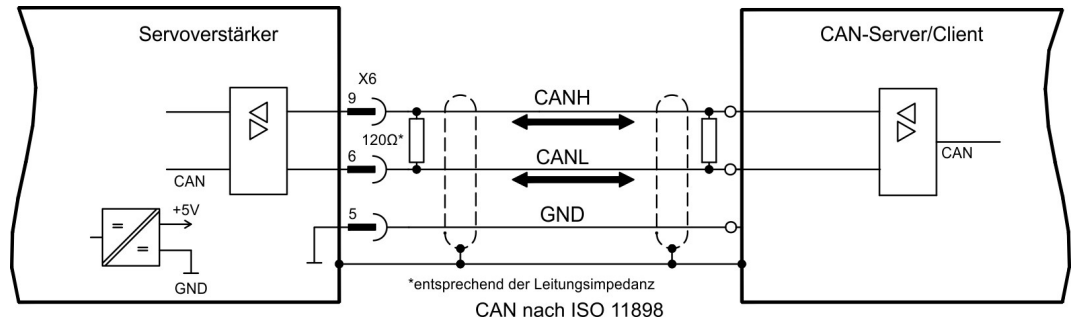 Servoverstärker
CAN-Server/Client
X6
9
CANH
120Ω*
6
CANL
CAN
CAN
5
GND
+5V
GND
*entsprechend der Leitungsimpedanz
CAN nach ISO 11898